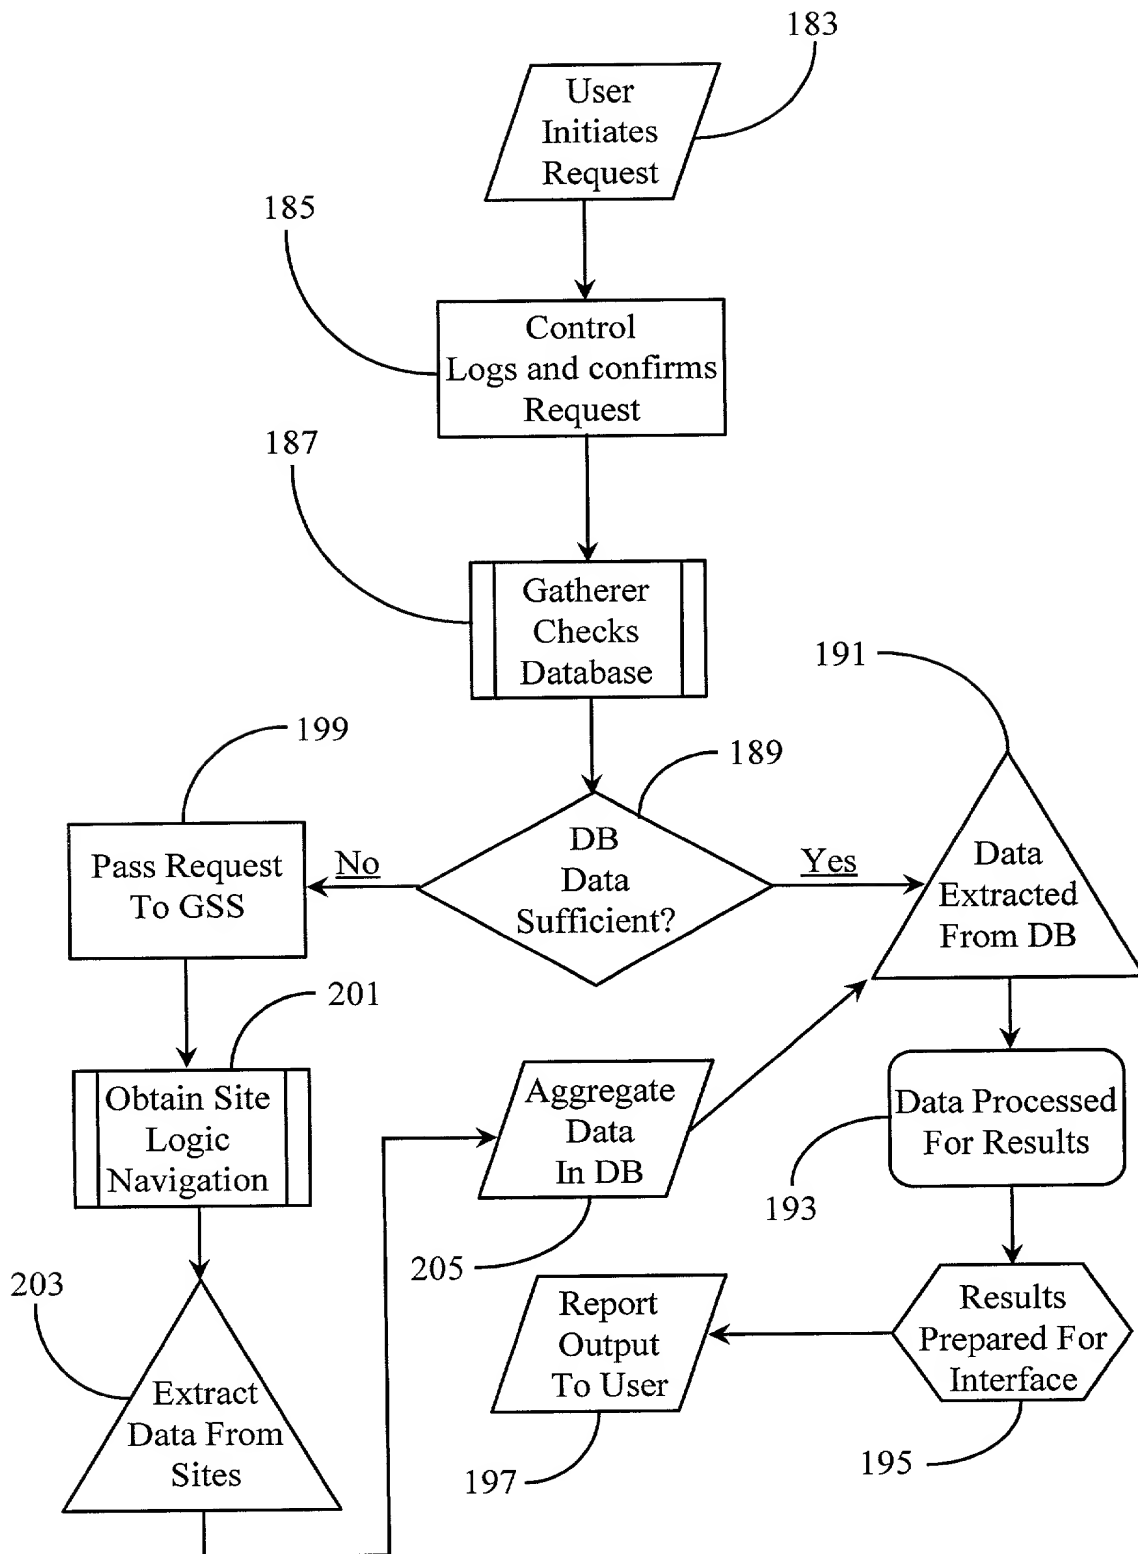 183
User
Initiates
Request
185
Control
Logs and confirms
Request
187
Gatherer
Checks
Database
191
199
189
DB
Data
Sufficient?
No
Yes
Pass Request
To GSS
Data
Extracted
From DB
201
Obtain Site
Logic
Navigation
Aggregate
Data
In DB
Data Processed
For Results
193
205
203
Report
Output
To User
Results
Prepared For
Interface
Extract
Data From
Sites
197
195